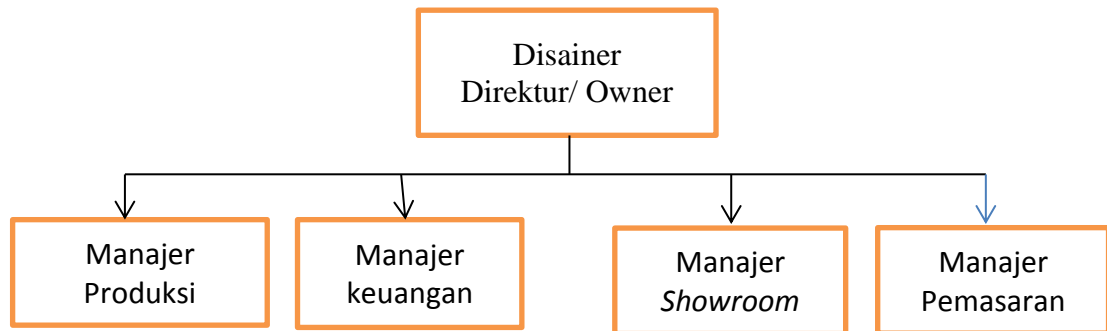 Disainer
Direktur/ Owner
Manajer
Produksi
Manajer
keuangan
Manajer
Showroom
Manajer
Pemasaran